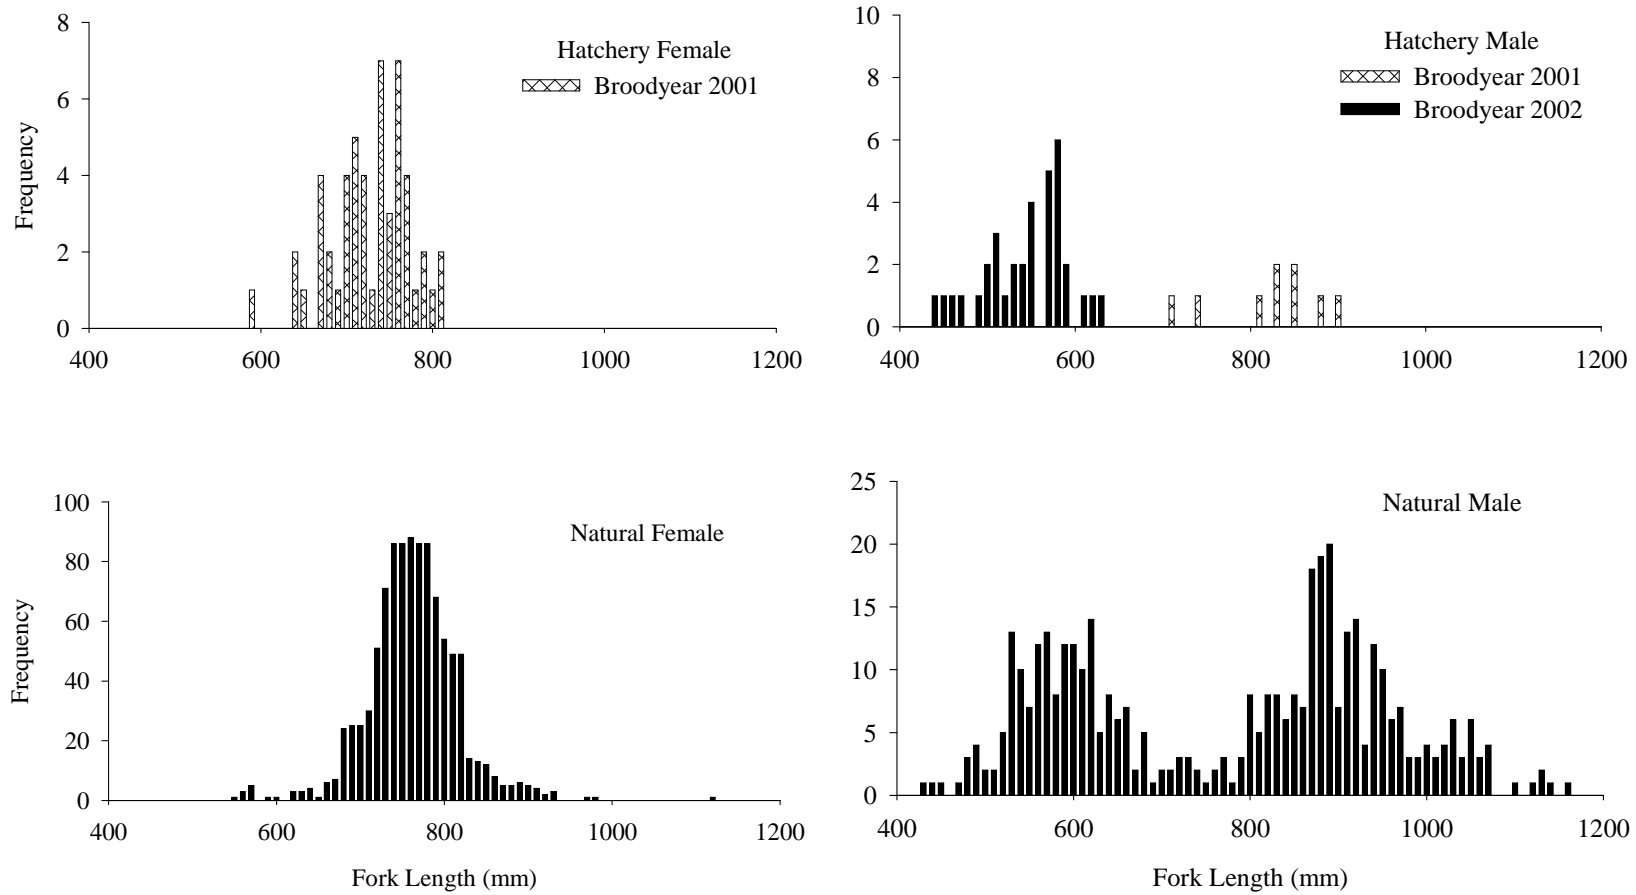 8
6
4
2
0
Frequency
Hatchery Female
Broodyear 2001
400 600 800 1000 1200
10
8
6
4
2
0
Hatchery Male
Broodyear 2001
Broodyear 2002
400 600 800 1000 1200
100
80
60
40
20
0
Frequency
Natural Female
400 600 800 1000 1200
Fork Length (mm)
25
20
15
10
5
0
Natural Male
400 600 800 1000 1200
Fork Length (mm)